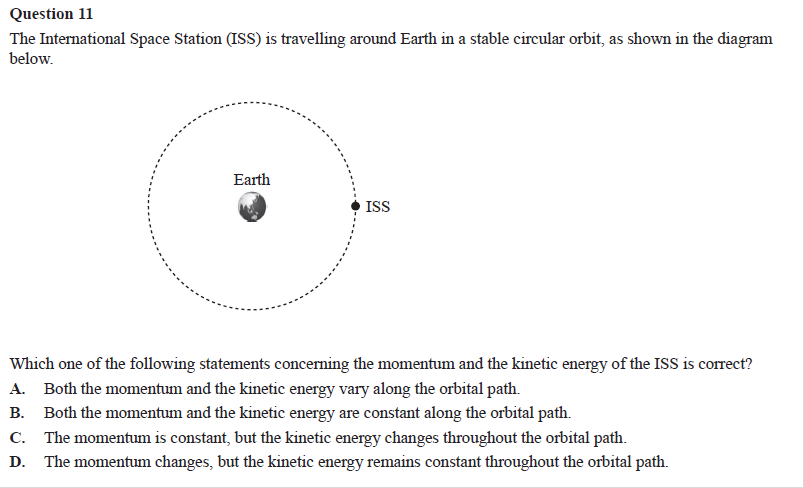 Question 11
The International Space Station (ISS) is travelling around Earth in a stable circular orbit, as shown in the diagram
below.
Earth
ISS
Which one of the following statements concerning the momentum and the kinetic energy of the ISS is correct?
A. Both the momentum and the kinetic energy vary along the orbital path.
B. Both the momentum and the kinetic energy are constant along the orbital path.
C. The momentum is constant, but the kinetic energy changes throughout the orbital path.
D. The momentum changes, but the kinetic energy remains constant throughout the orbital path.